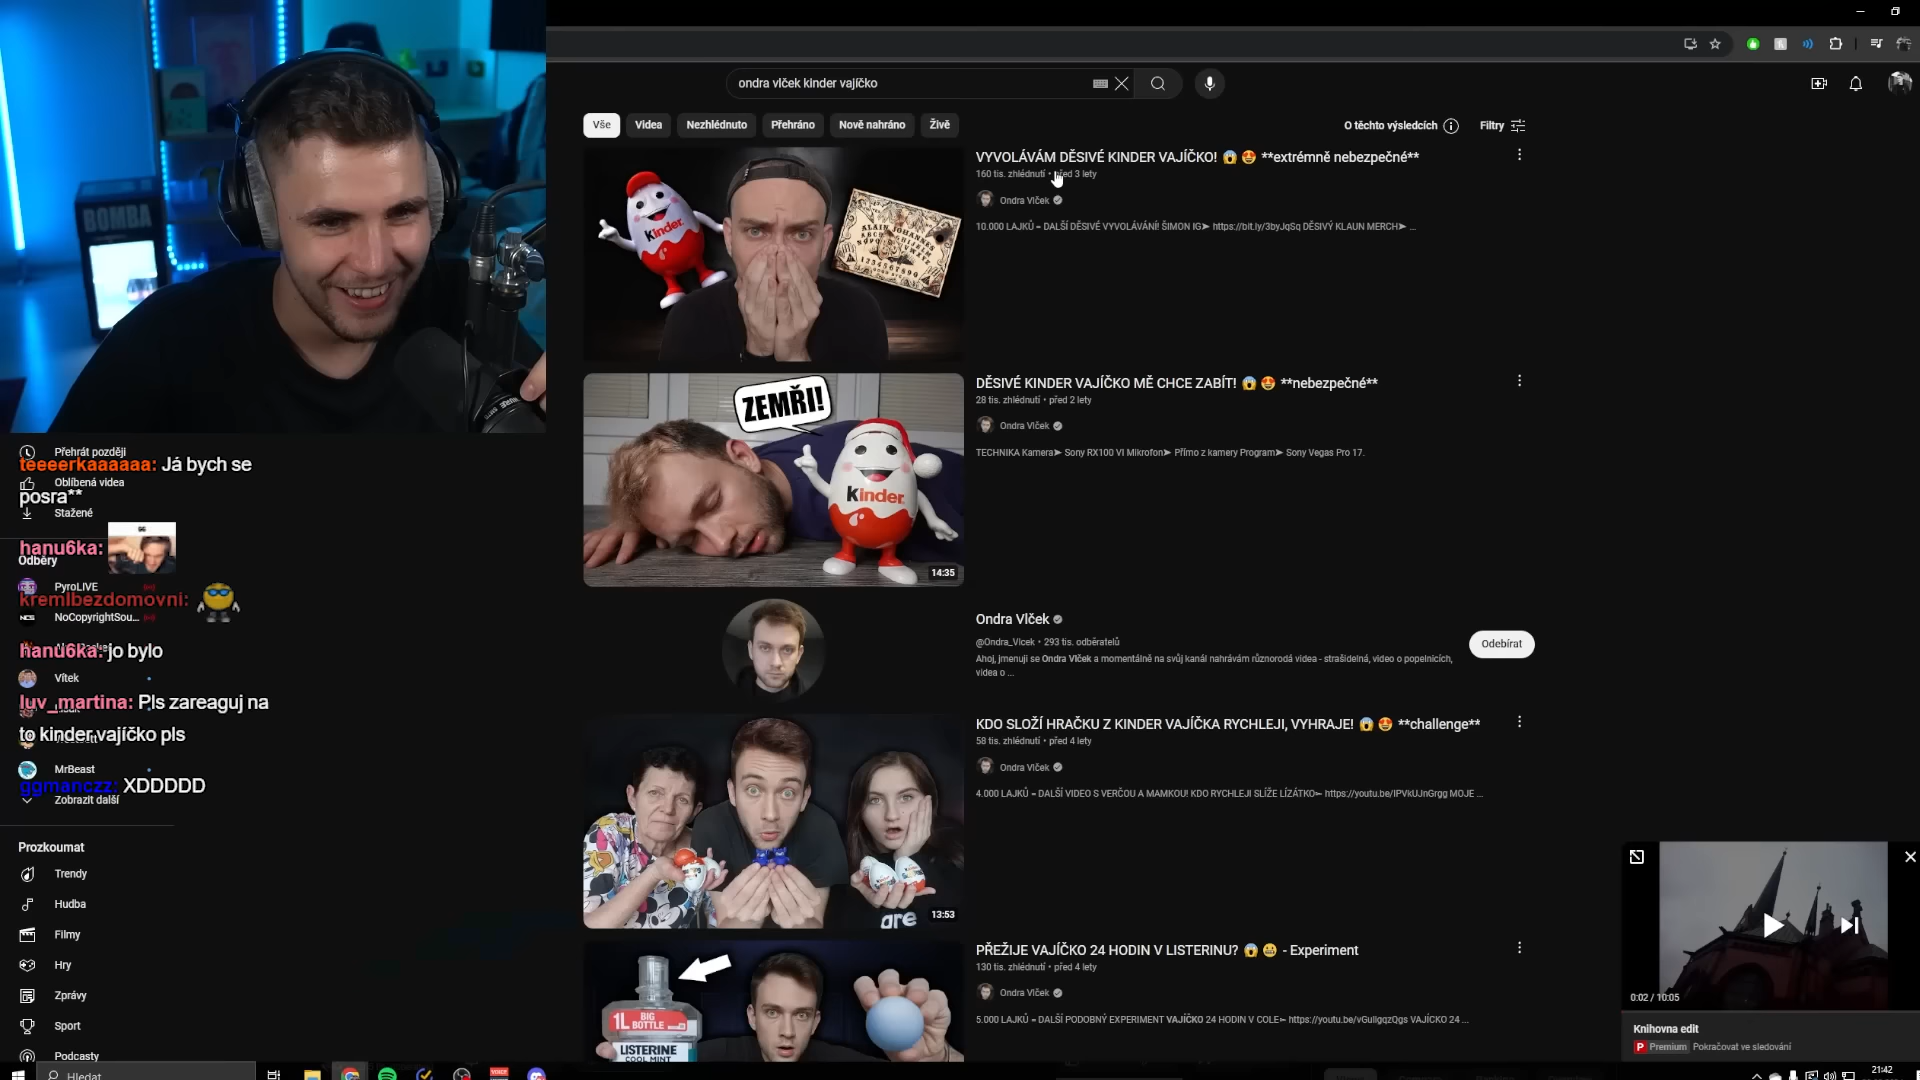 ondra vlček kinder vajíčko
Vše
Videa
Nezhlédnuto
Přehráno
Nově nahráno
Živě
O těchto výsledcích
Filtry
BOMBA
kinder
ALAIN JOHANNES
VYVOLÁVÁM DĚSIVÉ KINDER VAJÍČKO! 😱 😍 **extrémně nebezpečné**
160 tis. zhlédnutí • před 3 lety
Ondra Vlček
10.000 LAJKŮ = DALŠÍ DĚSIVÉ VYVOLÁVÁNÍ! ŠIMON IG➤ https://bit.ly/3byJqSq DĚSIVÝ KLAUN MERCH➤ ...
ZEMŘI!
kinder
14:35
DĚSIVÉ KINDER VAJÍČKO MĚ CHCE ZABÍT! 😱 😍 **nebezpečné**
28 tis. zhlédnutí • před 2 lety
Ondra Vlček
TECHNIKA Kamera➤ Sony RX100 VI Mikrofon➤ Přímo z kamery Program➤ Sony Vegas Pro 17.
Ondra Vlček
@Ondra_Vlcek • 293 tis. odběratelů
Ahoj, jmenuji se Ondra Vlček a momentálně na svůj kanál nahrávám různorodá videa - strašidelná, video o popelnicích,
videa o ...
Odebírat
are
13:53
KDO SLOŽÍ HRAČKU Z KINDER VAJÍČKA RYCHLEJI, VYHRAJE! 😱 😍 **challenge**
58 tis. zhlédnutí • před 4 lety
Ondra Vlček
4.000 LAJKŮ = DALŠÍ VIDEO S VERČOU A MAMKOU! KDO RYCHLEJI SLÍŽE LÍZÁTKO➤ https://youtu.be/IPVkUJnGrgg MOJE ...
1L BIG BOTTLE
LISTERINE
COOL MINT
PŘEŽIJE VAJÍČKO 24 HODIN V LISTERINU? 😱 😬 - Experiment
130 tis. zhlédnutí • před 4 lety
Ondra Vlček
5.000 LAJKŮ = DALŠÍ PODOBNÝ EXPERIMENT VAJÍČKO 24 HODIN V COLE➤ https://youtu.be/vGuIlgqzQgs VAJÍČKO 24 ...
Přehrát později
teeeerkaaaaaa: Já bych se
posra**
Oblíbená videa
Stažené
hanu6ka:
Odběry
PyroLIVE
kremlbezdomovni:
NCS NoCopyrightSou...
hanu6ka: jo bylo
Vítek
luv_martina: Pls zareaguj na
to kinder vajíčko pls
MrBeast
ggmanczz: XDDDDD
Zobrazit další
Prozkoumat
Trendy
Hudba
Filmy
Hry
Zprávy
Sport
Podcasty
0:02 / 10:05
Knihovna edit
Premium Pokračovat ve sledování
Hledat
21:42